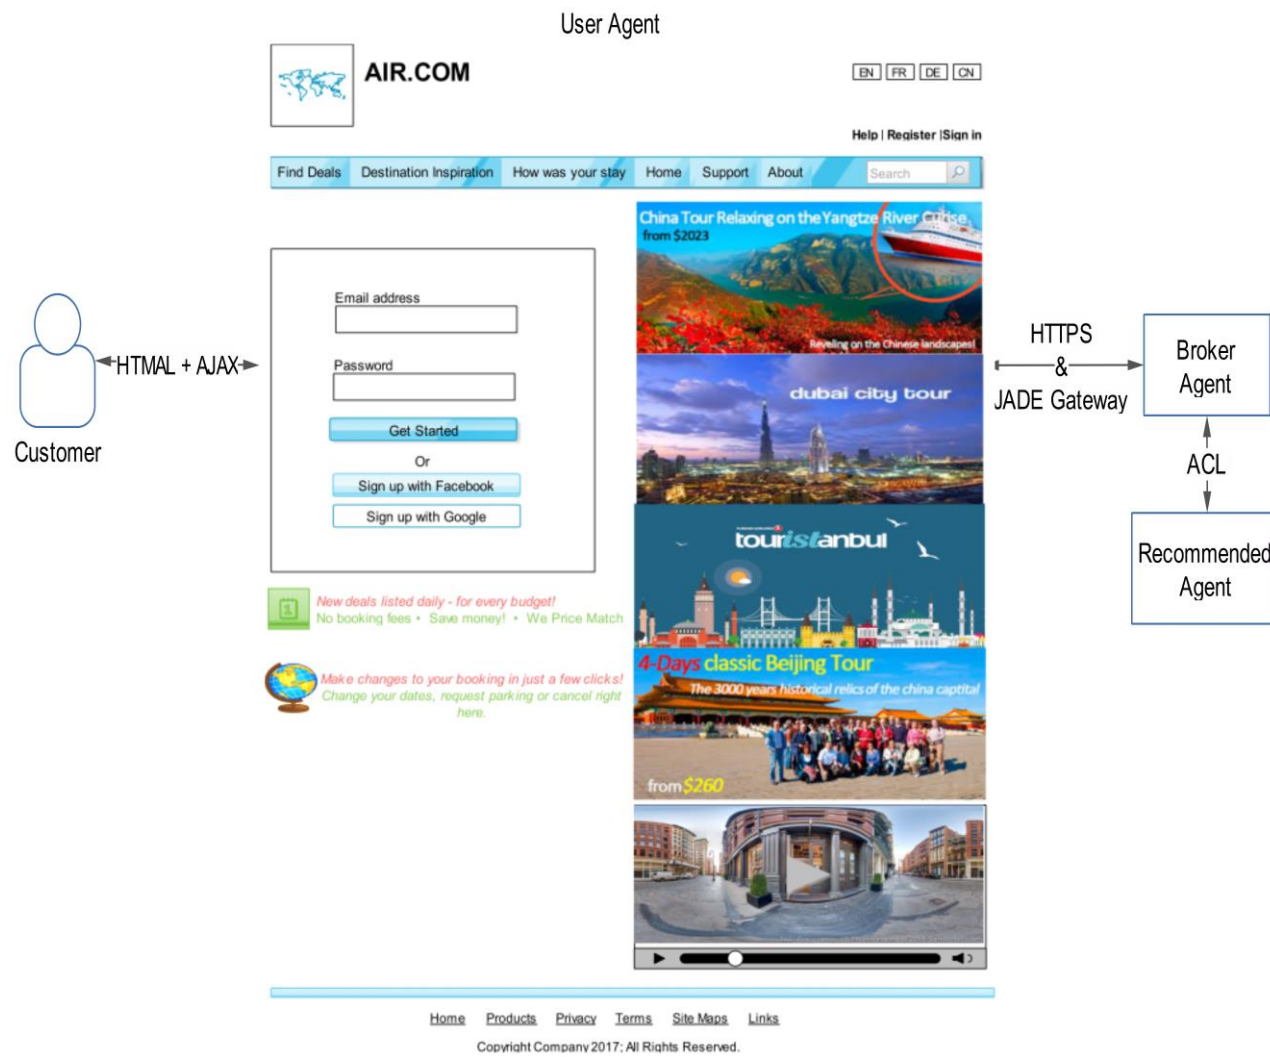 User Agent
AIR.COM
EN FR DE CN
Help | Register |Sign in
Find Deals Destination Inspiration How was your stay Home Support About Search
China Tour Relaxing on the Yangtze River Cukise
from $2023
Reveling on the Chinese landscapes!
Email address
Password
Get Started
Or
Sign up with Facebook
Sign up with Google
dubai city tour
touristanbul
New deals listed daily - for every budget!
No booking fees • Save money! • We Price Match
Make changes to your booking in just a few clicks!
Change your dates, request parking or cancel right
here.
4-Days classic Beijing Tour
The 3000 years historical relics of the china captital
from $260
Customer
HTMAL + AJAX
HTTPS
&
JADE Gateway
Broker
Agent
ACL
Recommended
Agent
Home Products Privacy Terms Site Maps Links
Copyright Company 2017; All Rights Reserved.